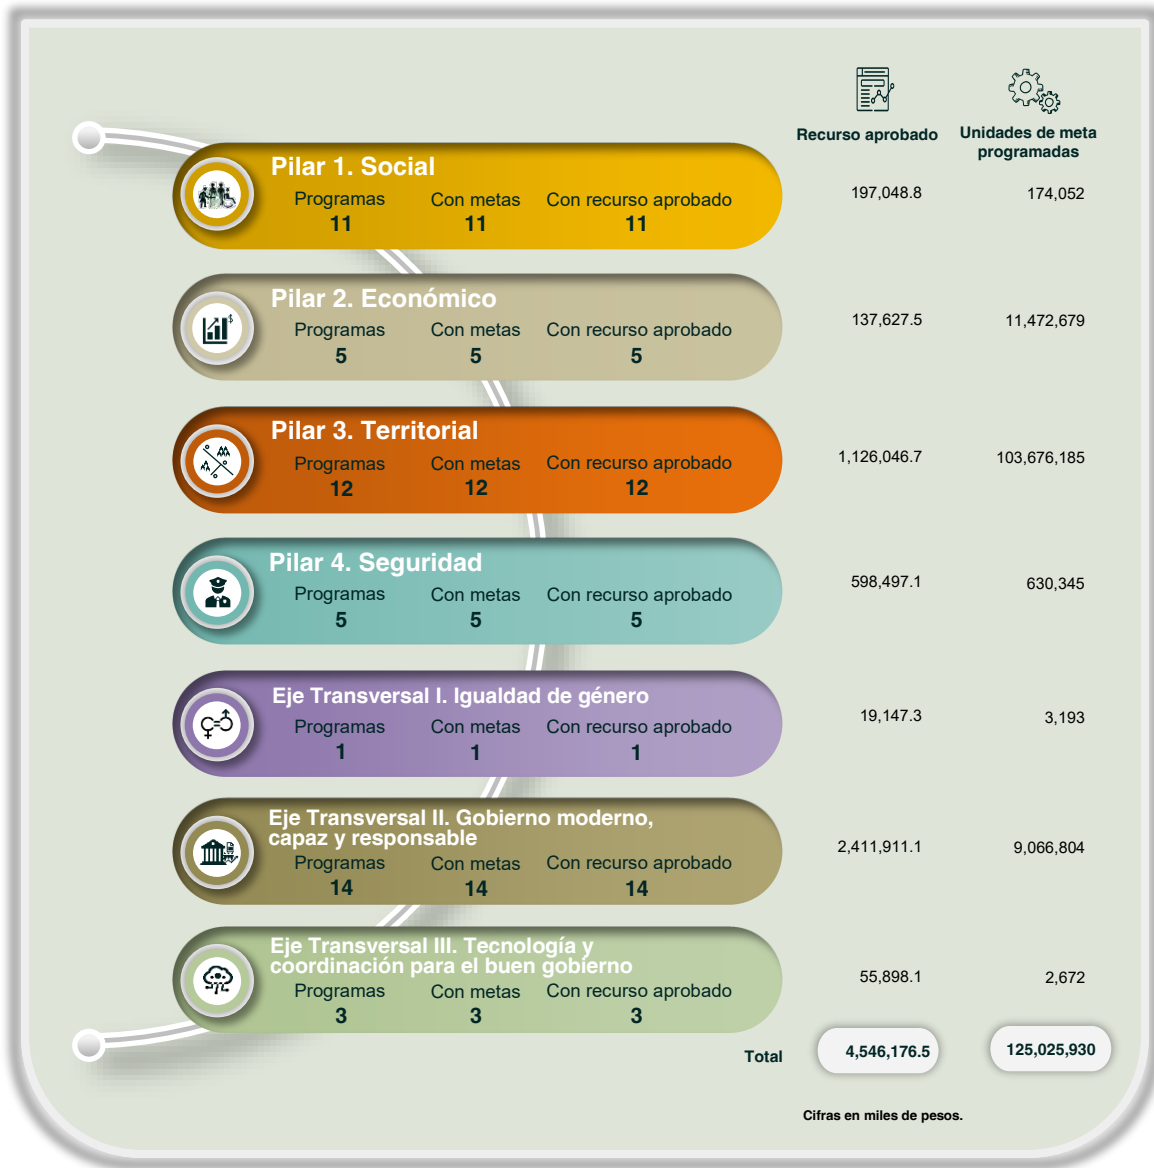 Recurso aprobado
Unidades de meta
programadas
Pilar 1. Social
Programas Con metas Con recurso aprobado
11 11 11
197,048.8 174,052
Pilar 2. Económico
Programas Con metas Con recurso aprobado
5 5 5
137,627.5 11,472,679
Pilar 3. Territorial
Programas Con metas Con recurso aprobado
12 12 12
1,126,046.7 103,676,185
Pilar 4. Seguridad
Programas Con metas Con recurso aprobado
5 5 5
598,497.1 630,345
Eje Transversal I. Igualdad de género
Programas Con metas Con recurso aprobado
1 1 1
19,147.3 3,193
Eje Transversal II. Gobierno moderno,
capaz y responsable
Programas Con metas Con recurso aprobado
14 14 14
2,411,911.1 9,066,804
Eje Transversal III. Tecnología y
coordinación para el buen gobierno
Programas Con metas Con recurso aprobado
3 3 3
55,898.1 2,672
Total 4,546,176.5 125,025,930
Cifras en miles de pesos.